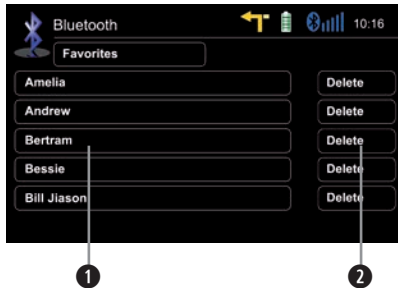 Bluetooth 10:16
Favorites
Amelia Delete
Andrew Delete
Bertram Delete
Bessie Delete
Bill Jiason Delete
1 2